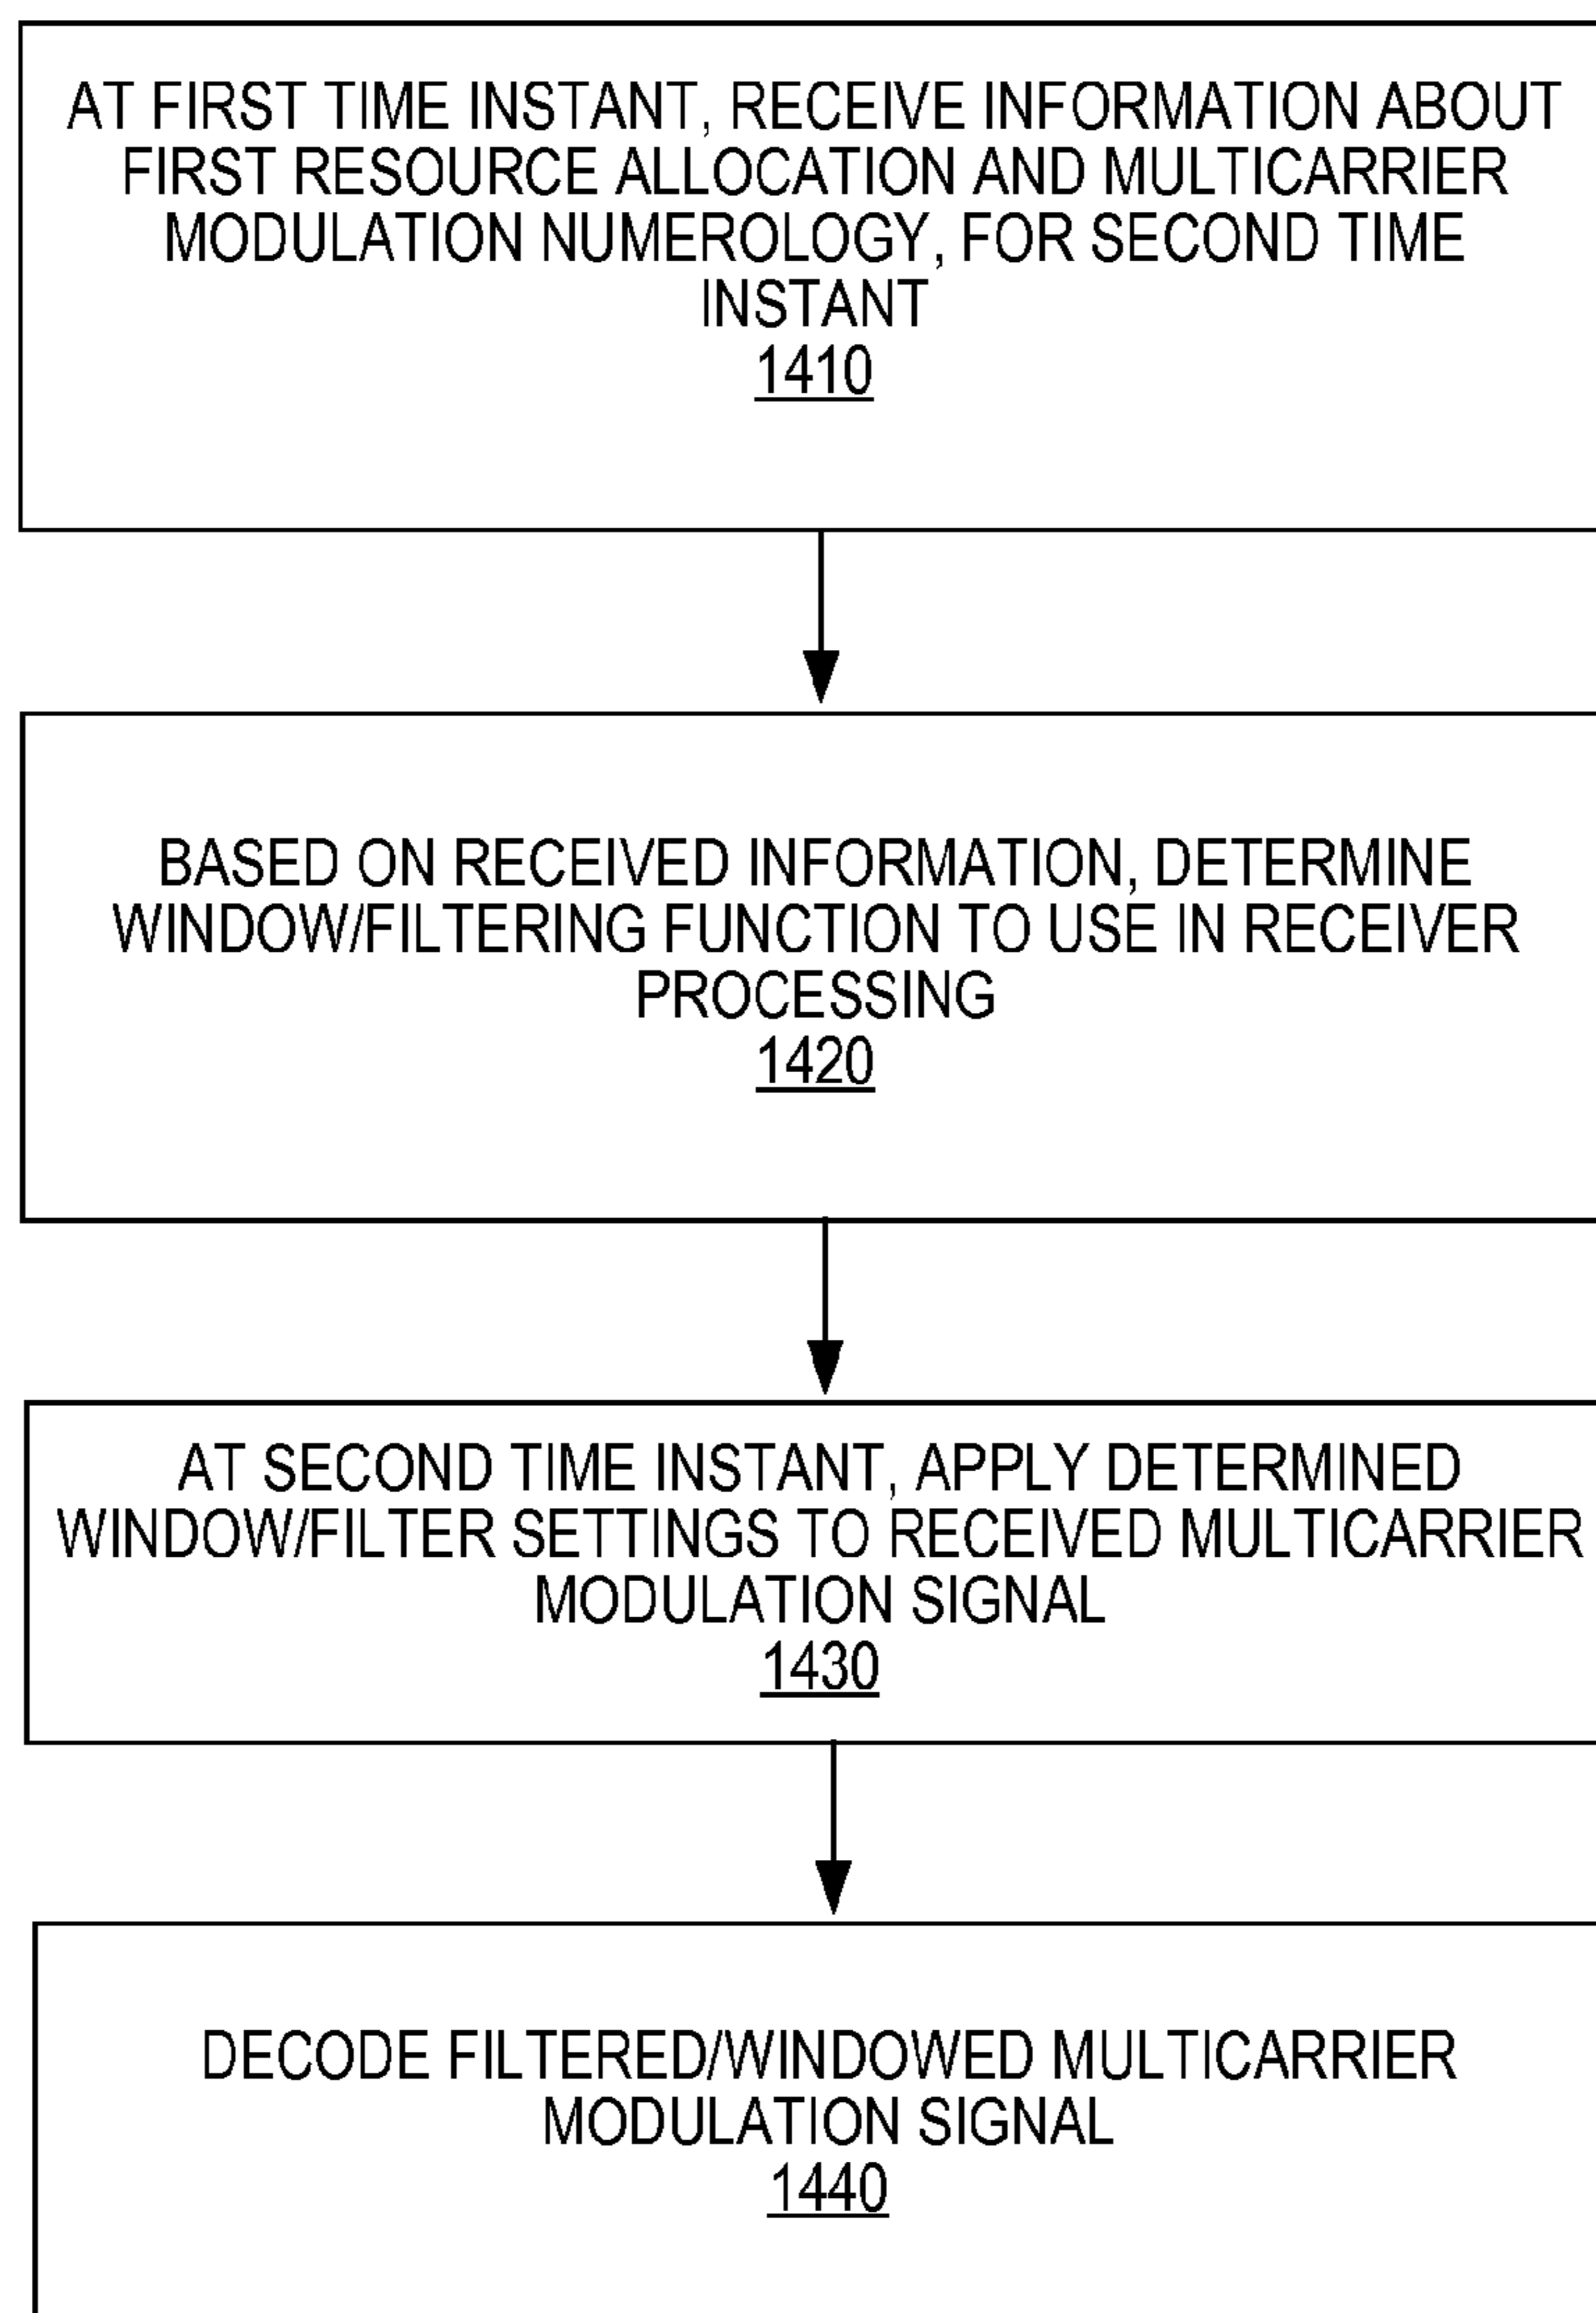 AT FIRST TIME INSTANT, RECEIVE INFORMATION ABOUT
FIRST RESOURCE ALLOCATION AND MULTICARRIER
MODULATION NUMEROLOGY, FOR SECOND TIME
INSTANT
1410
BASED ON RECEIVED INFORMATION, DETERMINE
WINDOW/FILTERING FUNCTION TO USE IN RECEIVER
PROCESSING
1420
AT SECOND TIME INSTANT, APPLY DETERMINED
WINDOW/FILTER SETTINGS TO RECEIVED MULTICARRIER
MODULATION SIGNAL
1430
DECODE FILTERED/WINDOWED MULTICARRIER
MODULATION SIGNAL
1440